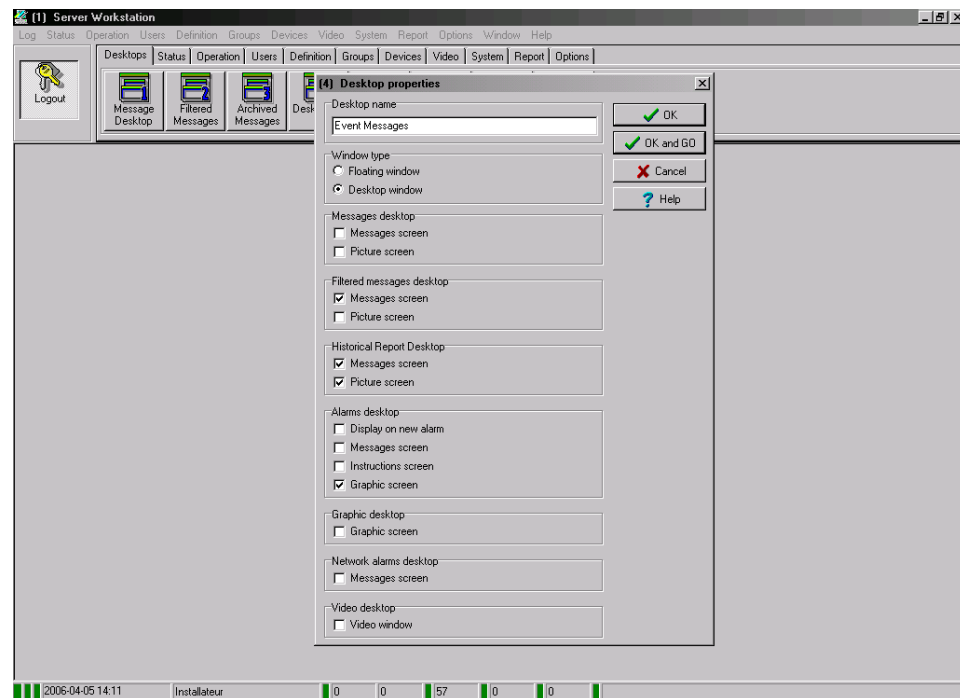 [1] Server Workstation
Log Status Operation Users Definition Groups Devices Video System Report Options Window Help
Desktops Status Operation Users Definition Groups Devices Video System Report Options
Logout
Message Desktop
Filtered Messages
Archived Messages
[4] Desktop properties
Desktop name
Event Messages
OK
OK and GO
Cancel
Help
Window type
Floating window
Desktop window
Messages desktop
Messages screen
Picture screen
Filtered messages desktop
Messages screen
Picture screen
Historical Report Desktop
Messages screen
Picture screen
Alarms desktop
Display on new alarm
Messages screen
Instructions screen
Graphic screen
Graphic desktop
Graphic screen
Network alarms desktop
Messages screen
Video desktop
Video window
2006-04-05 14:11 Installateur 0 0 57 0 0